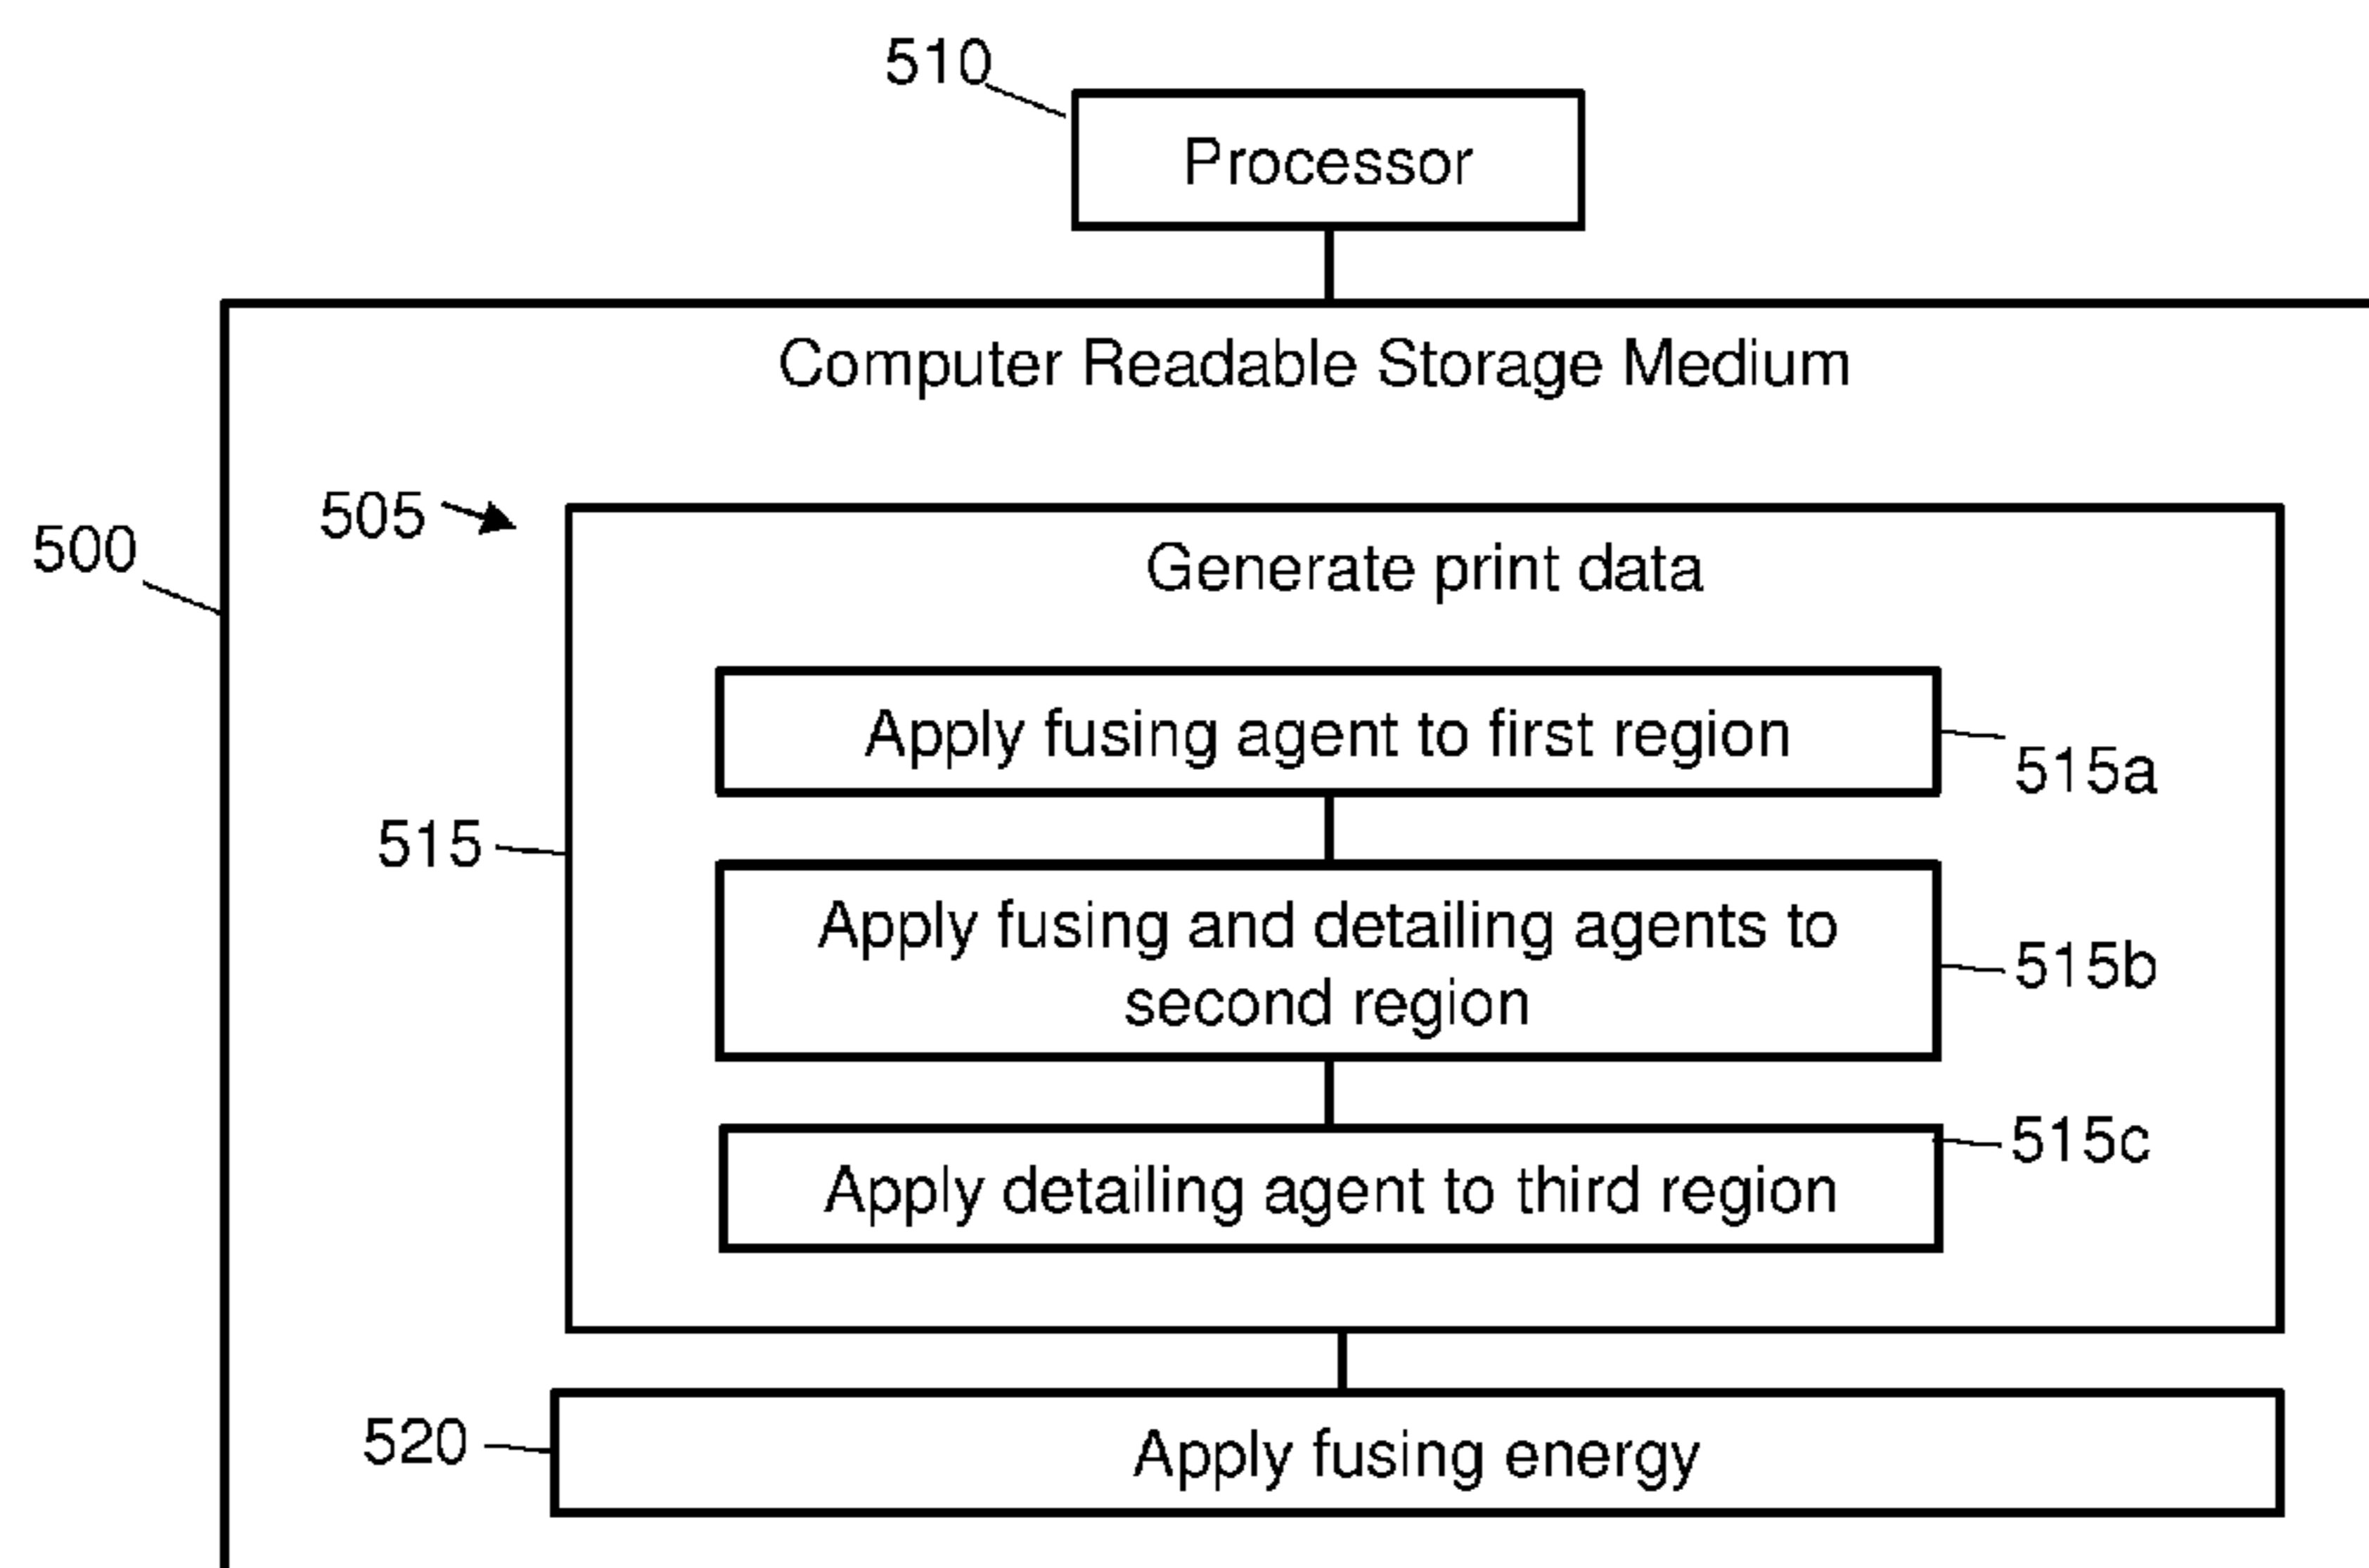 510
Processor
Computer Readable Storage Medium
505
500
Generate print data
Apply fusing agent to first region
515a
515
Apply fusing and detailing agents to
second region
515b
515c
Apply detailing agent to third region
520
Apply fusing energy